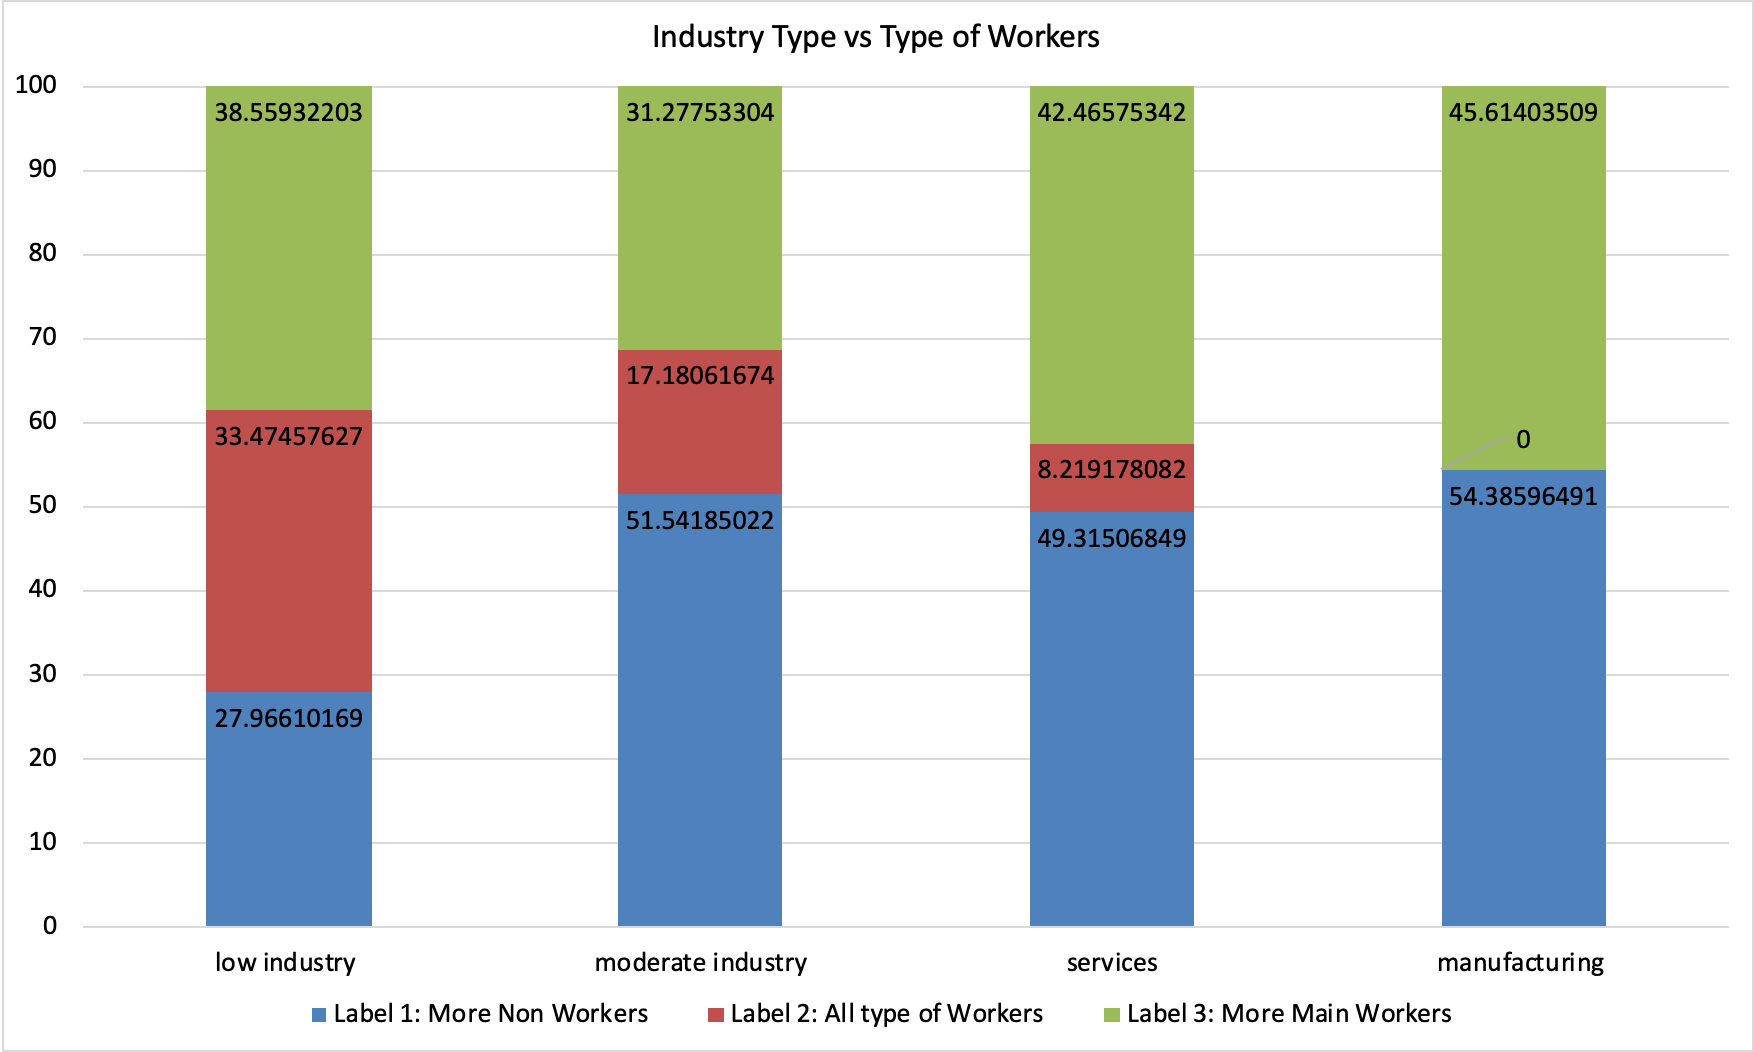 Industry Type vs Type of Workers
100
90
80
70
60
50
40
30
20
10
0
38.55932203
33.47457627
27.96610169
31.27753304
17.18061674
51.54185022
42.46575342
8.219178082
49.31506849
45.61403509
0
54.38596491
low industry
moderate industry
services
manufacturing
Label 1: More Non Workers
Label 2: All type of Workers
Label 3: More Main Workers